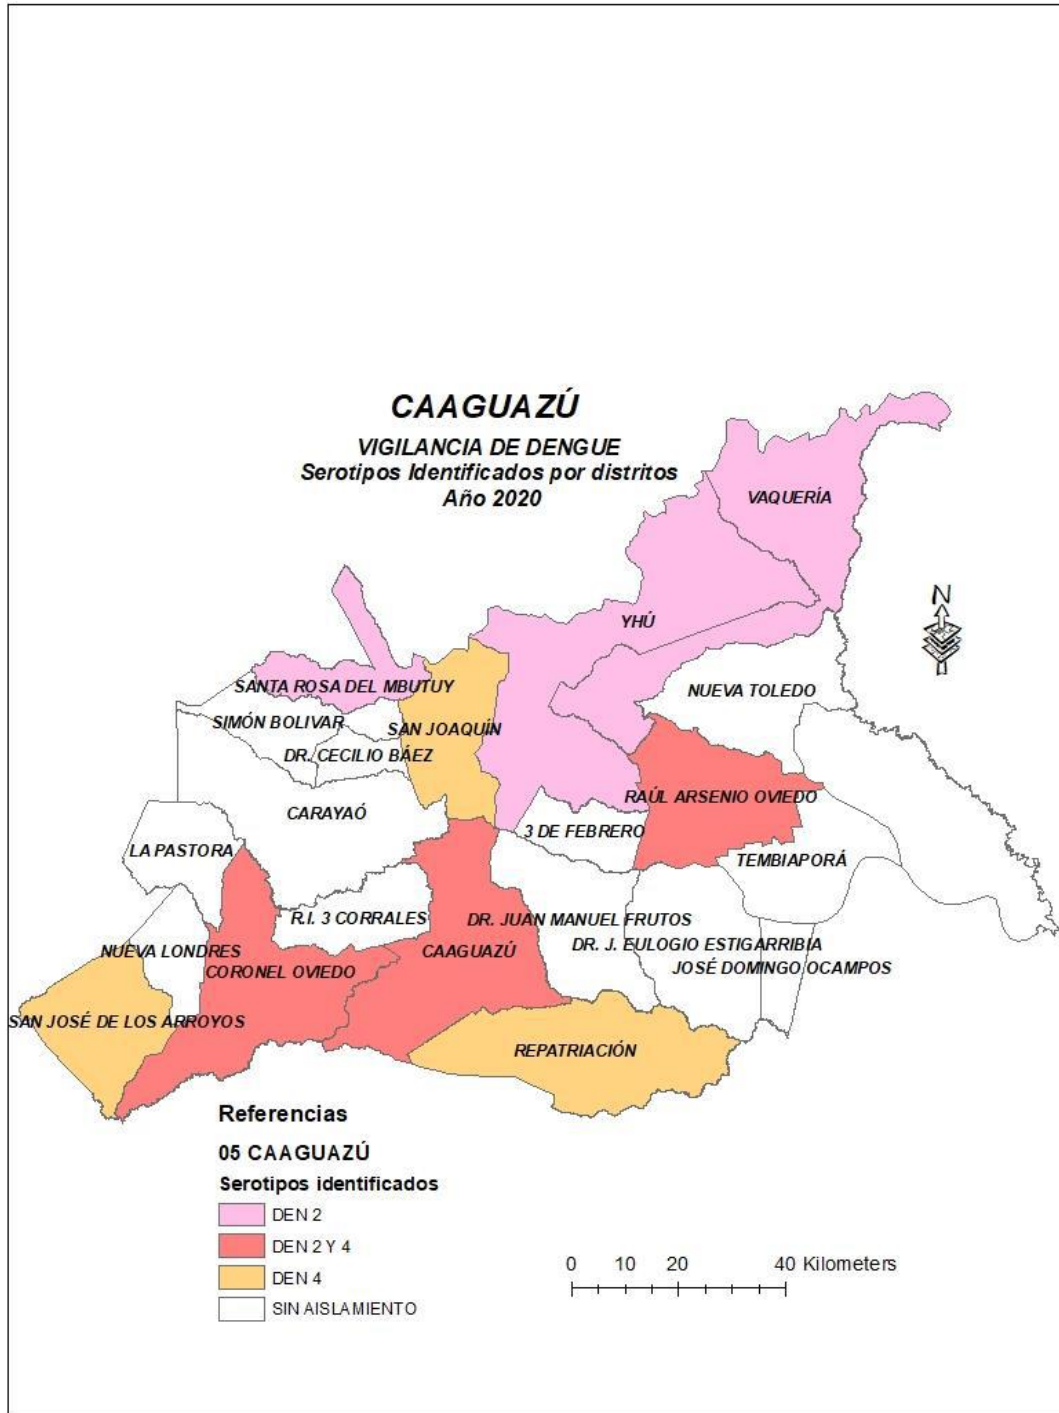 CAAGUAZÚ
VIGILANCIA DE DENGUE
Serotipos Identificados por distritos
Año 2020
VAQUERÍA
N
YHÚ
SANTA ROSA DEL MBUTUY
NUEVA TOLEDO
SIMÓN BOLIVAR
SAN JOAQUÍN
DR. CECILIO BÁEZ
RAÚL ARSENIO OVIEDO
CARAYAÓ
3 DE FEBRERO
LA PASTORA
TEMBIAPORÁ
R.I. 3 CORRALES
DR. JUAN MANUEL FRUTOS
DR. J. EULOGIO ESTIGARRIBIA
NUEVA LONDRES
CAAGUAZÚ
CORONEL OVIEDO
JOSÉ DOMINGO OCAMPOS
SAN JOSÉ DE LOS ARROYOS
REPATRIACIÓN
Referencias
05 CAAGUAZÚ
Serotipos identificados
DEN 2
DEN 2 Y 4
DEN 4
SIN AISLAMIENTO
0 10 20 40 Kilometers